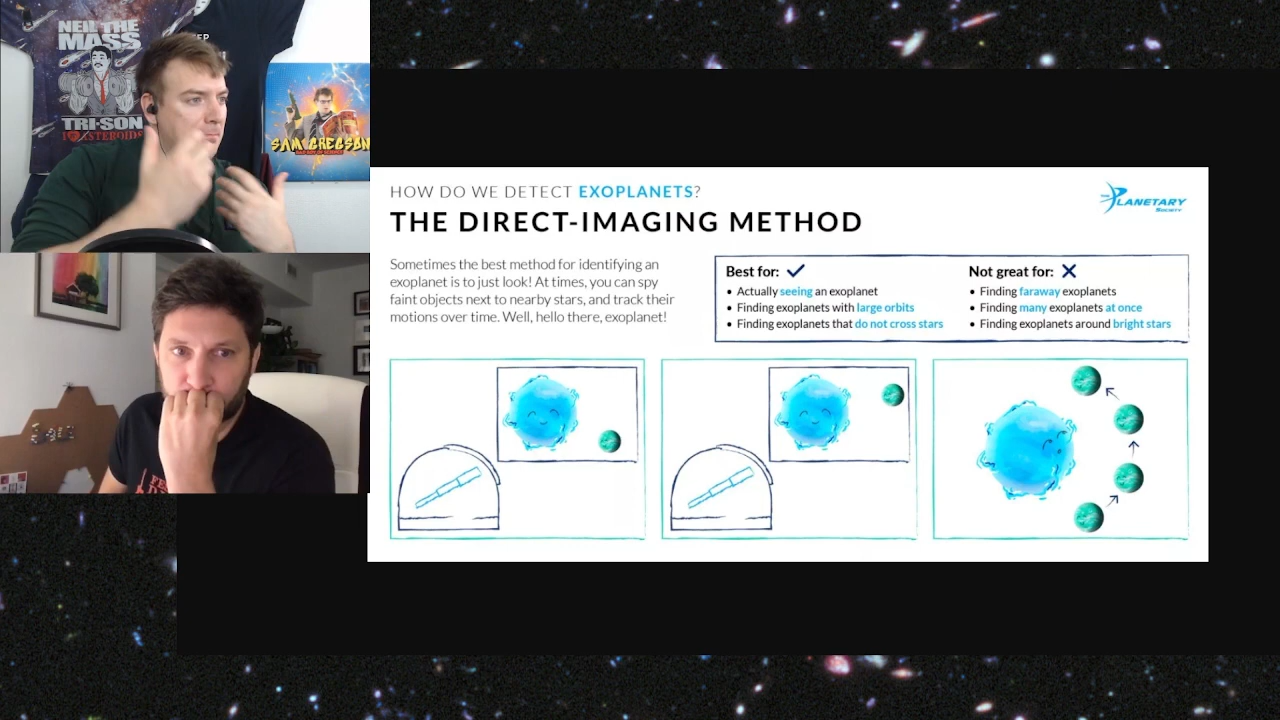 NEIL THE
MASS
TRI-SON
ASTEROIDS
SAM GREGSON
HOW DO WE DETECT EXOPLANETS?
THE DIRECT-IMAGING METHOD
PLANETARY
SOCIETY
Sometimes the best method for identifying an
exoplanet is to just look! At times, you can spy
faint objects next to nearby stars, and track their
motions over time. Well, hello there, exoplanet!
Best for: ✓
• Actually seeing an exoplanet
• Finding exoplanets with large orbits
• Finding exoplanets that do not cross stars
Not great for: X
• Finding faraway exoplanets
• Finding many exoplanets at once
• Finding exoplanets around bright stars